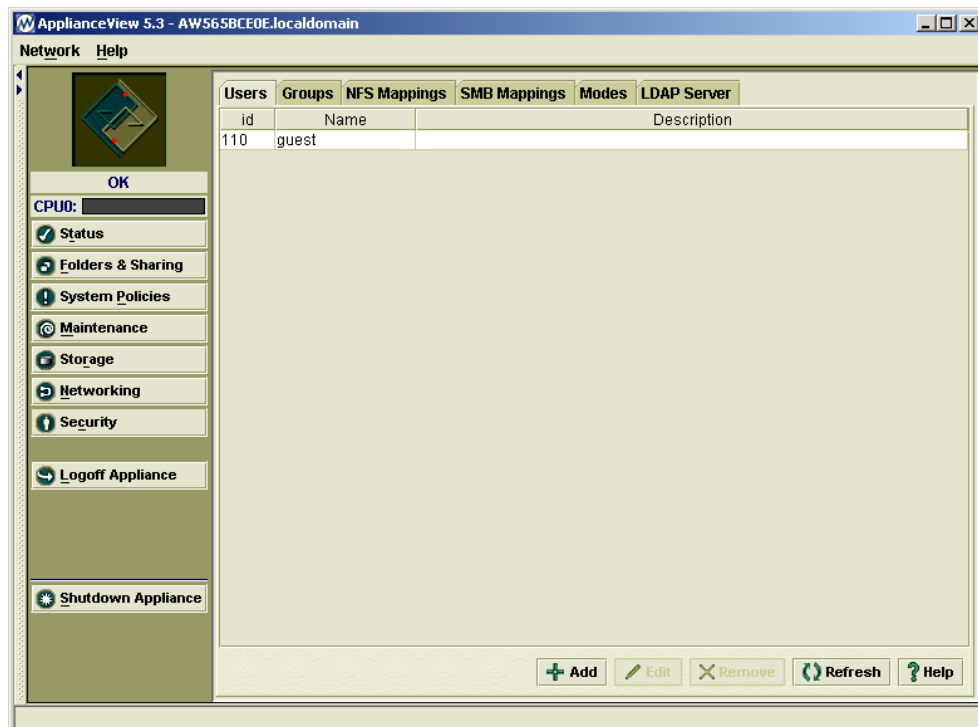 ApplianceView 5.3 - AW565BCE0E.localdomain
Network Help
Users Groups NFS Mappings SMB Mappings Modes LDAP Server
id Name Description
110 guest
OK
CPU0:
Status
Folders & Sharing
System Policies
Maintenance
Storage
Networking
Security
Logoff Appliance
Shutdown Appliance
Add Edit Remove Refresh Help